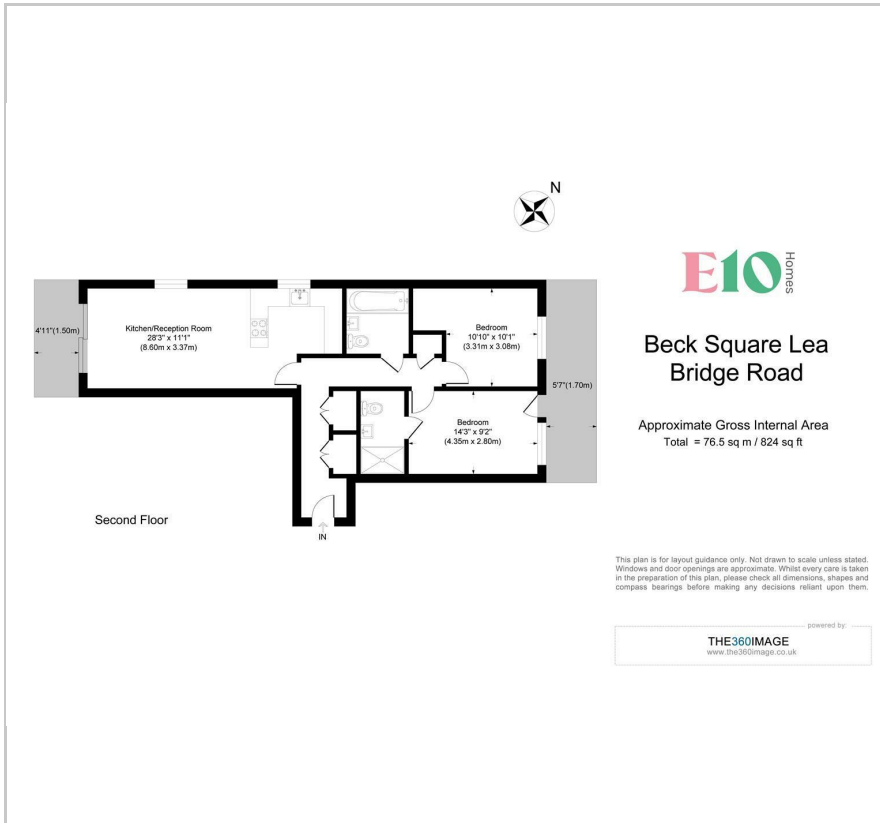 N
4'11"(1.50m)
Kitchen/Reception Room
28'3" x 11'1"
(8.60m x 3.37m)
Bedroom
10'10" x 10'1"
(3.31m x 3.08m)
5'7"(1.70m)
Bedroom
14'3" x 9'2"
(4.35m x 2.80m)
IN
Second Floor
E10 Homes
Beck Square Lea
Bridge Road
Approximate Gross Internal Area
Total = 76.5 sq m / 824 sq ft
This plan is for layout guidance only. Not drawn to scale unless stated.
Windows and door openings are approximate. Whilst every care is taken
in the preparation of this plan, please check all dimensions, shapes and
compass bearings before making any decisions reliant upon them.
powered by:
THE360IMAGE
www.the360image.co.uk